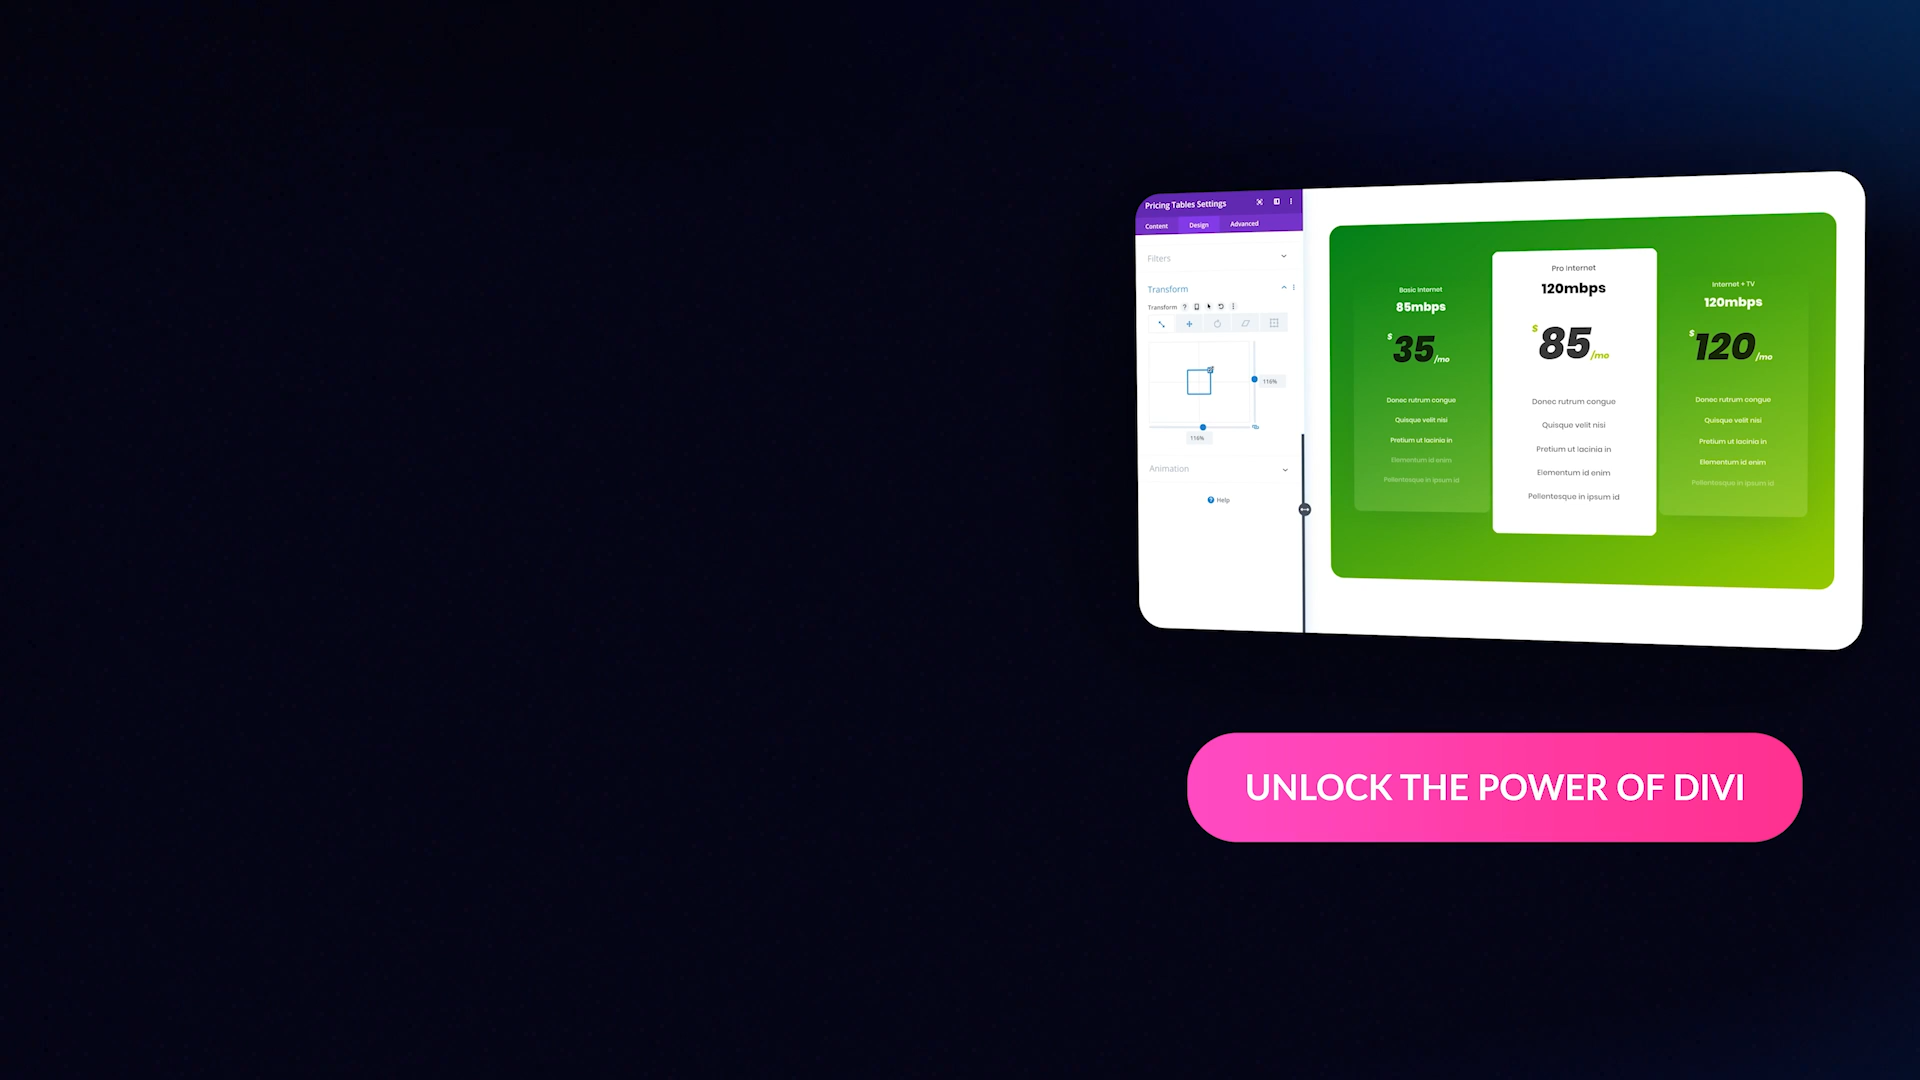 Pricing Tables Settings
Content Design Advanced
Filters
Transform
Transform
116%
116%
Animation
Help
Basic Internet
85mbps
$35/mo
Donec rutrum congue
Quisque velit nisi
Pretium ut lacinia in
Elementum id enim
Pellentesque in ipsum id
Pro Internet
120mbps
$85/mo
Donec rutrum congue
Quisque velit nisi
Pretium ut lacinia in
Elementum id enim
Pellentesque in ipsum id
Internet + TV
120mbps
$120/mo
Donec rutrum congue
Quisque velit nisi
Pretium ut lacinia in
Elementum id enim
Pellentesque in ipsum id
UNLOCK THE POWER OF DIVI